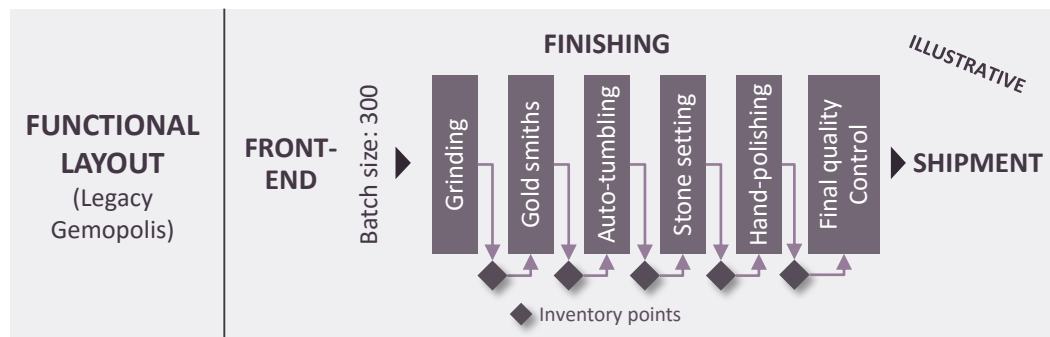 FINISHING
ILLUSTRATIVE
FUNCTIONAL
LAYOUT
(Legacy
Gemopolis)
FRONT-
END
Batch size: 300
Grinding
Gold smiths
Auto-tumbling
Stone setting
Hand-polishing
Final quality
Control
SHIPMENT
Inventory points